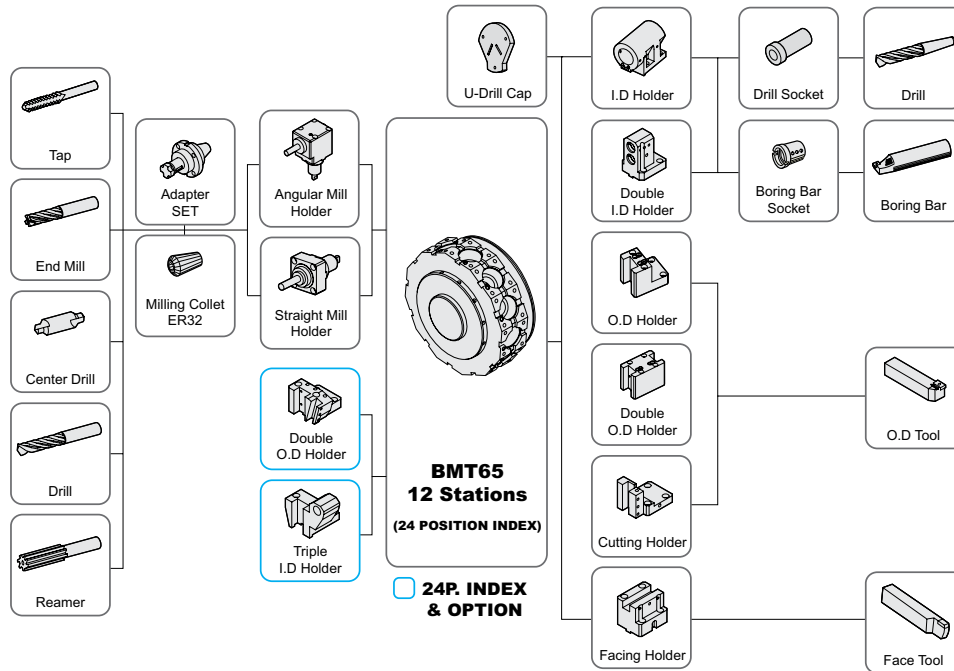 Tap
End Mill
Center Drill
Drill
Reamer
Adapter
SET
Milling Collet
ER32
Angular Mill
Holder
Straight Mill
Holder
Double
O.D Holder
Triple
I.D Holder
BMT65
12 Stations
(24 POSITION INDEX)
24P. INDEX
& OPTION
U-Drill Cap
I.D Holder
Double
I.D Holder
O.D Holder
Double
O.D Holder
Cutting Holder
Facing Holder
Drill Socket
Boring Bar
Socket
Drill
Boring Bar
O.D Tool
Face Tool